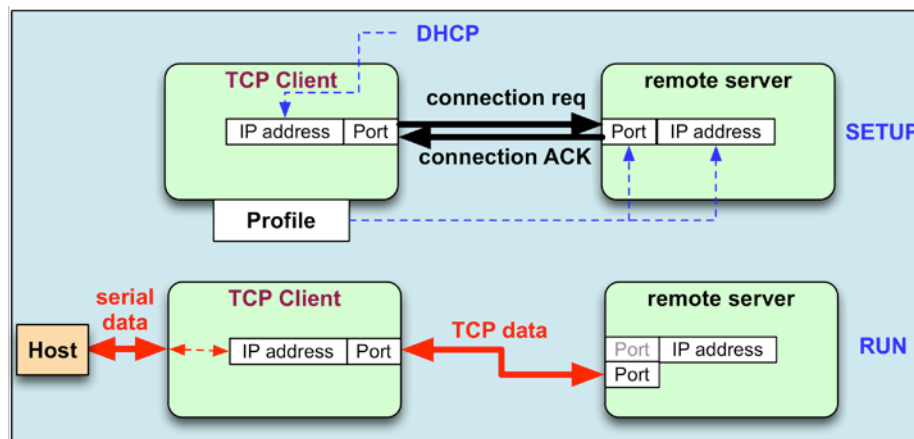 DHCP
TCP Client
remote server
connection req
IP address Port
Port IP address
SETUP
connection ACK
Profile
TCP Client
remote server
serial
data
TCP data
Host
IP address Port
Port IP address
RUN
Port